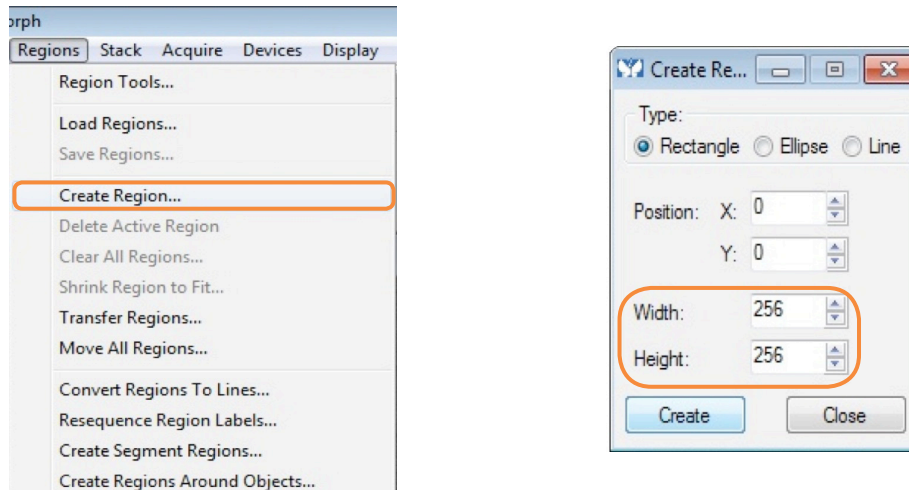 orph
Regions Stack Acquire Devices Display
Region Tools...
Load Regions...
Save Regions...
Create Region...
Delete Active Region
Clear All Regions...
Shrink Region to Fit...
Transfer Regions...
Move All Regions...
Convert Regions To Lines...
Resequence Region Labels...
Create Segment Regions...
Create Regions Around Objects...
Create Re...
Type:
Rectangle Ellipse Line
Position: X: 0
Y: 0
Width: 256
Height: 256
Create Close